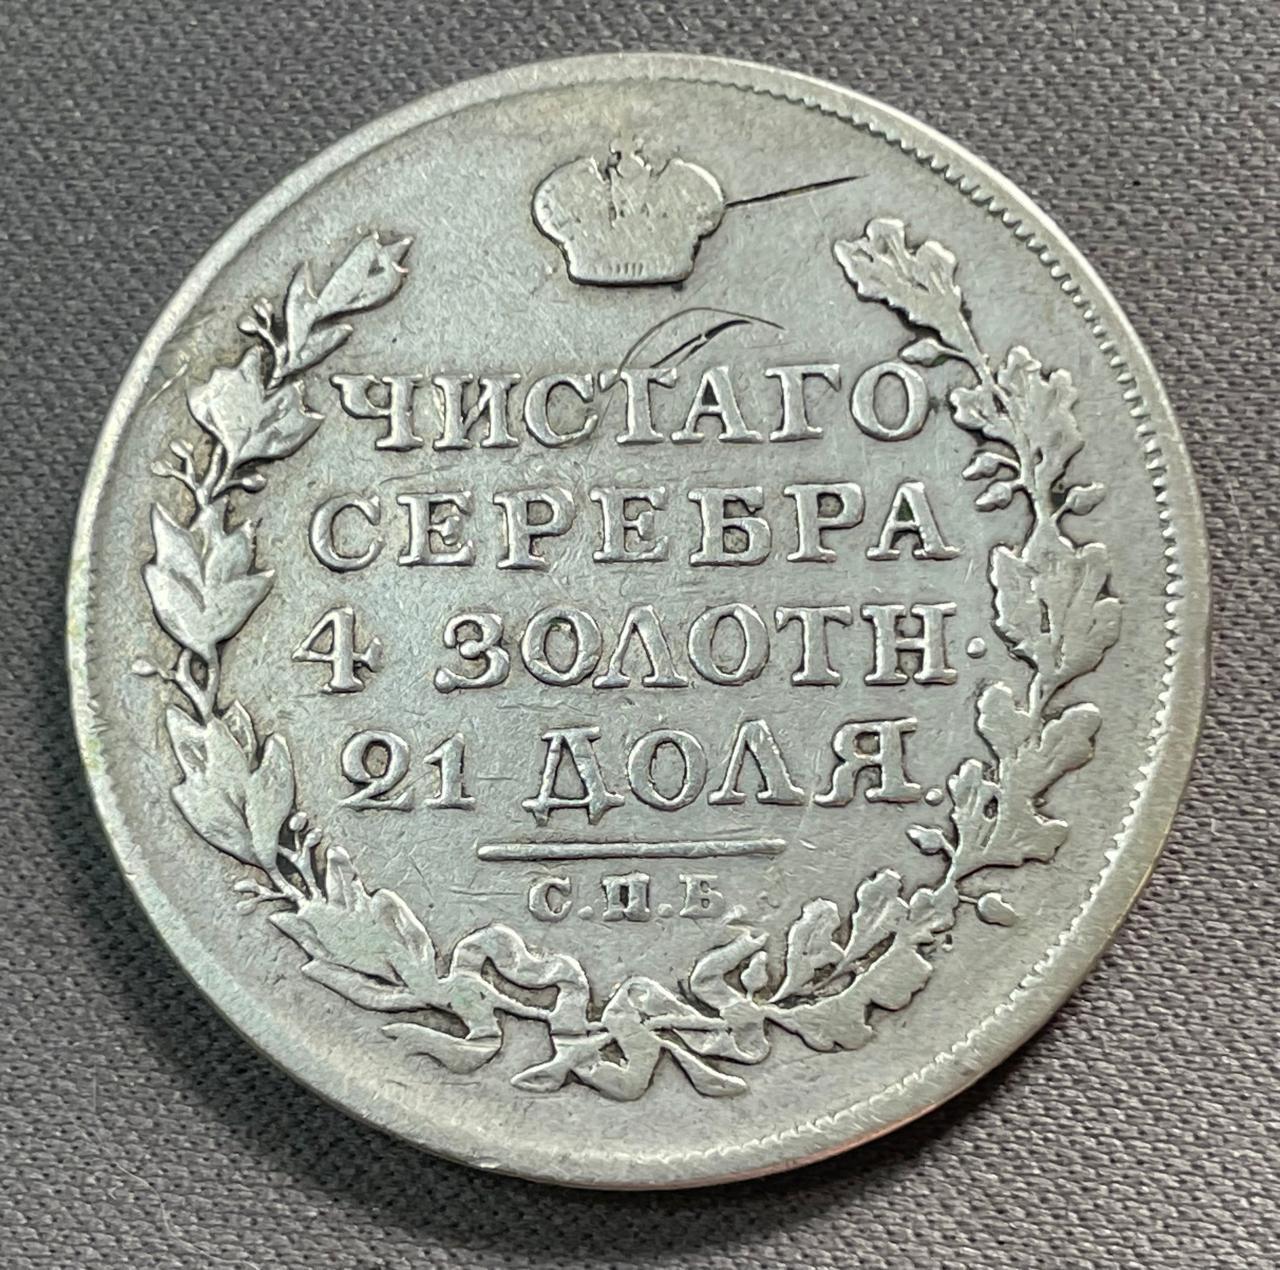 ЧИСТАГО
СЕРЕБРА
4 ЗОЛОТН.
21 ДОЛЯ.
С.П.Б.